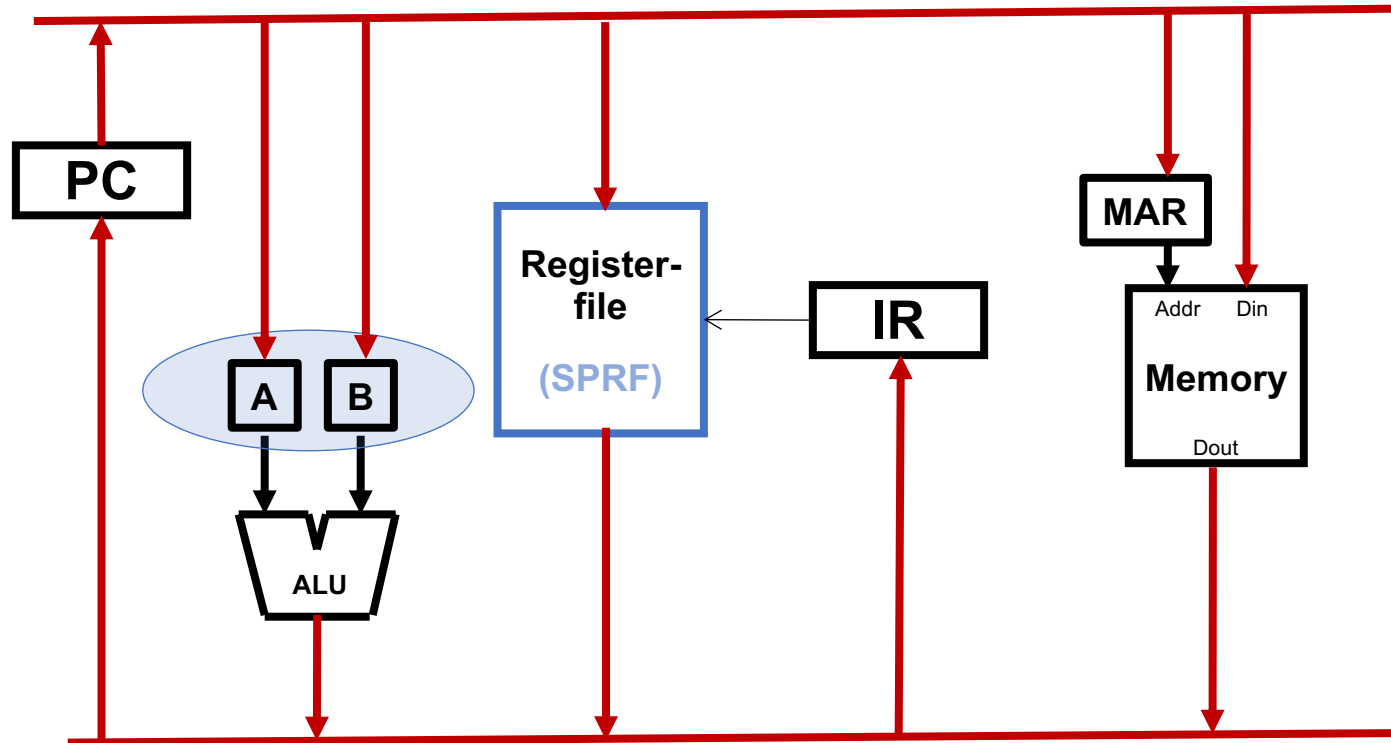 PC
A
B
ALU
Register-
file
(SPRF)
IR
MAR
Addr Din
Memory
Dout